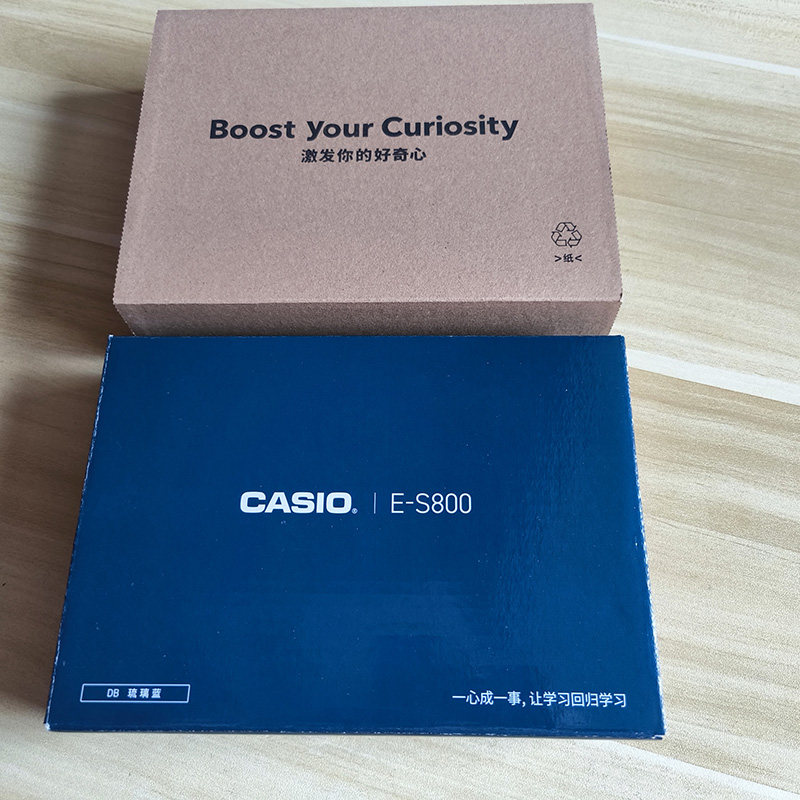 Boost your Curiosity
激发你的好奇心
>纸<
CASIO® | E-S800
DB 琉璃蓝
一心成一事，让学习回归学习